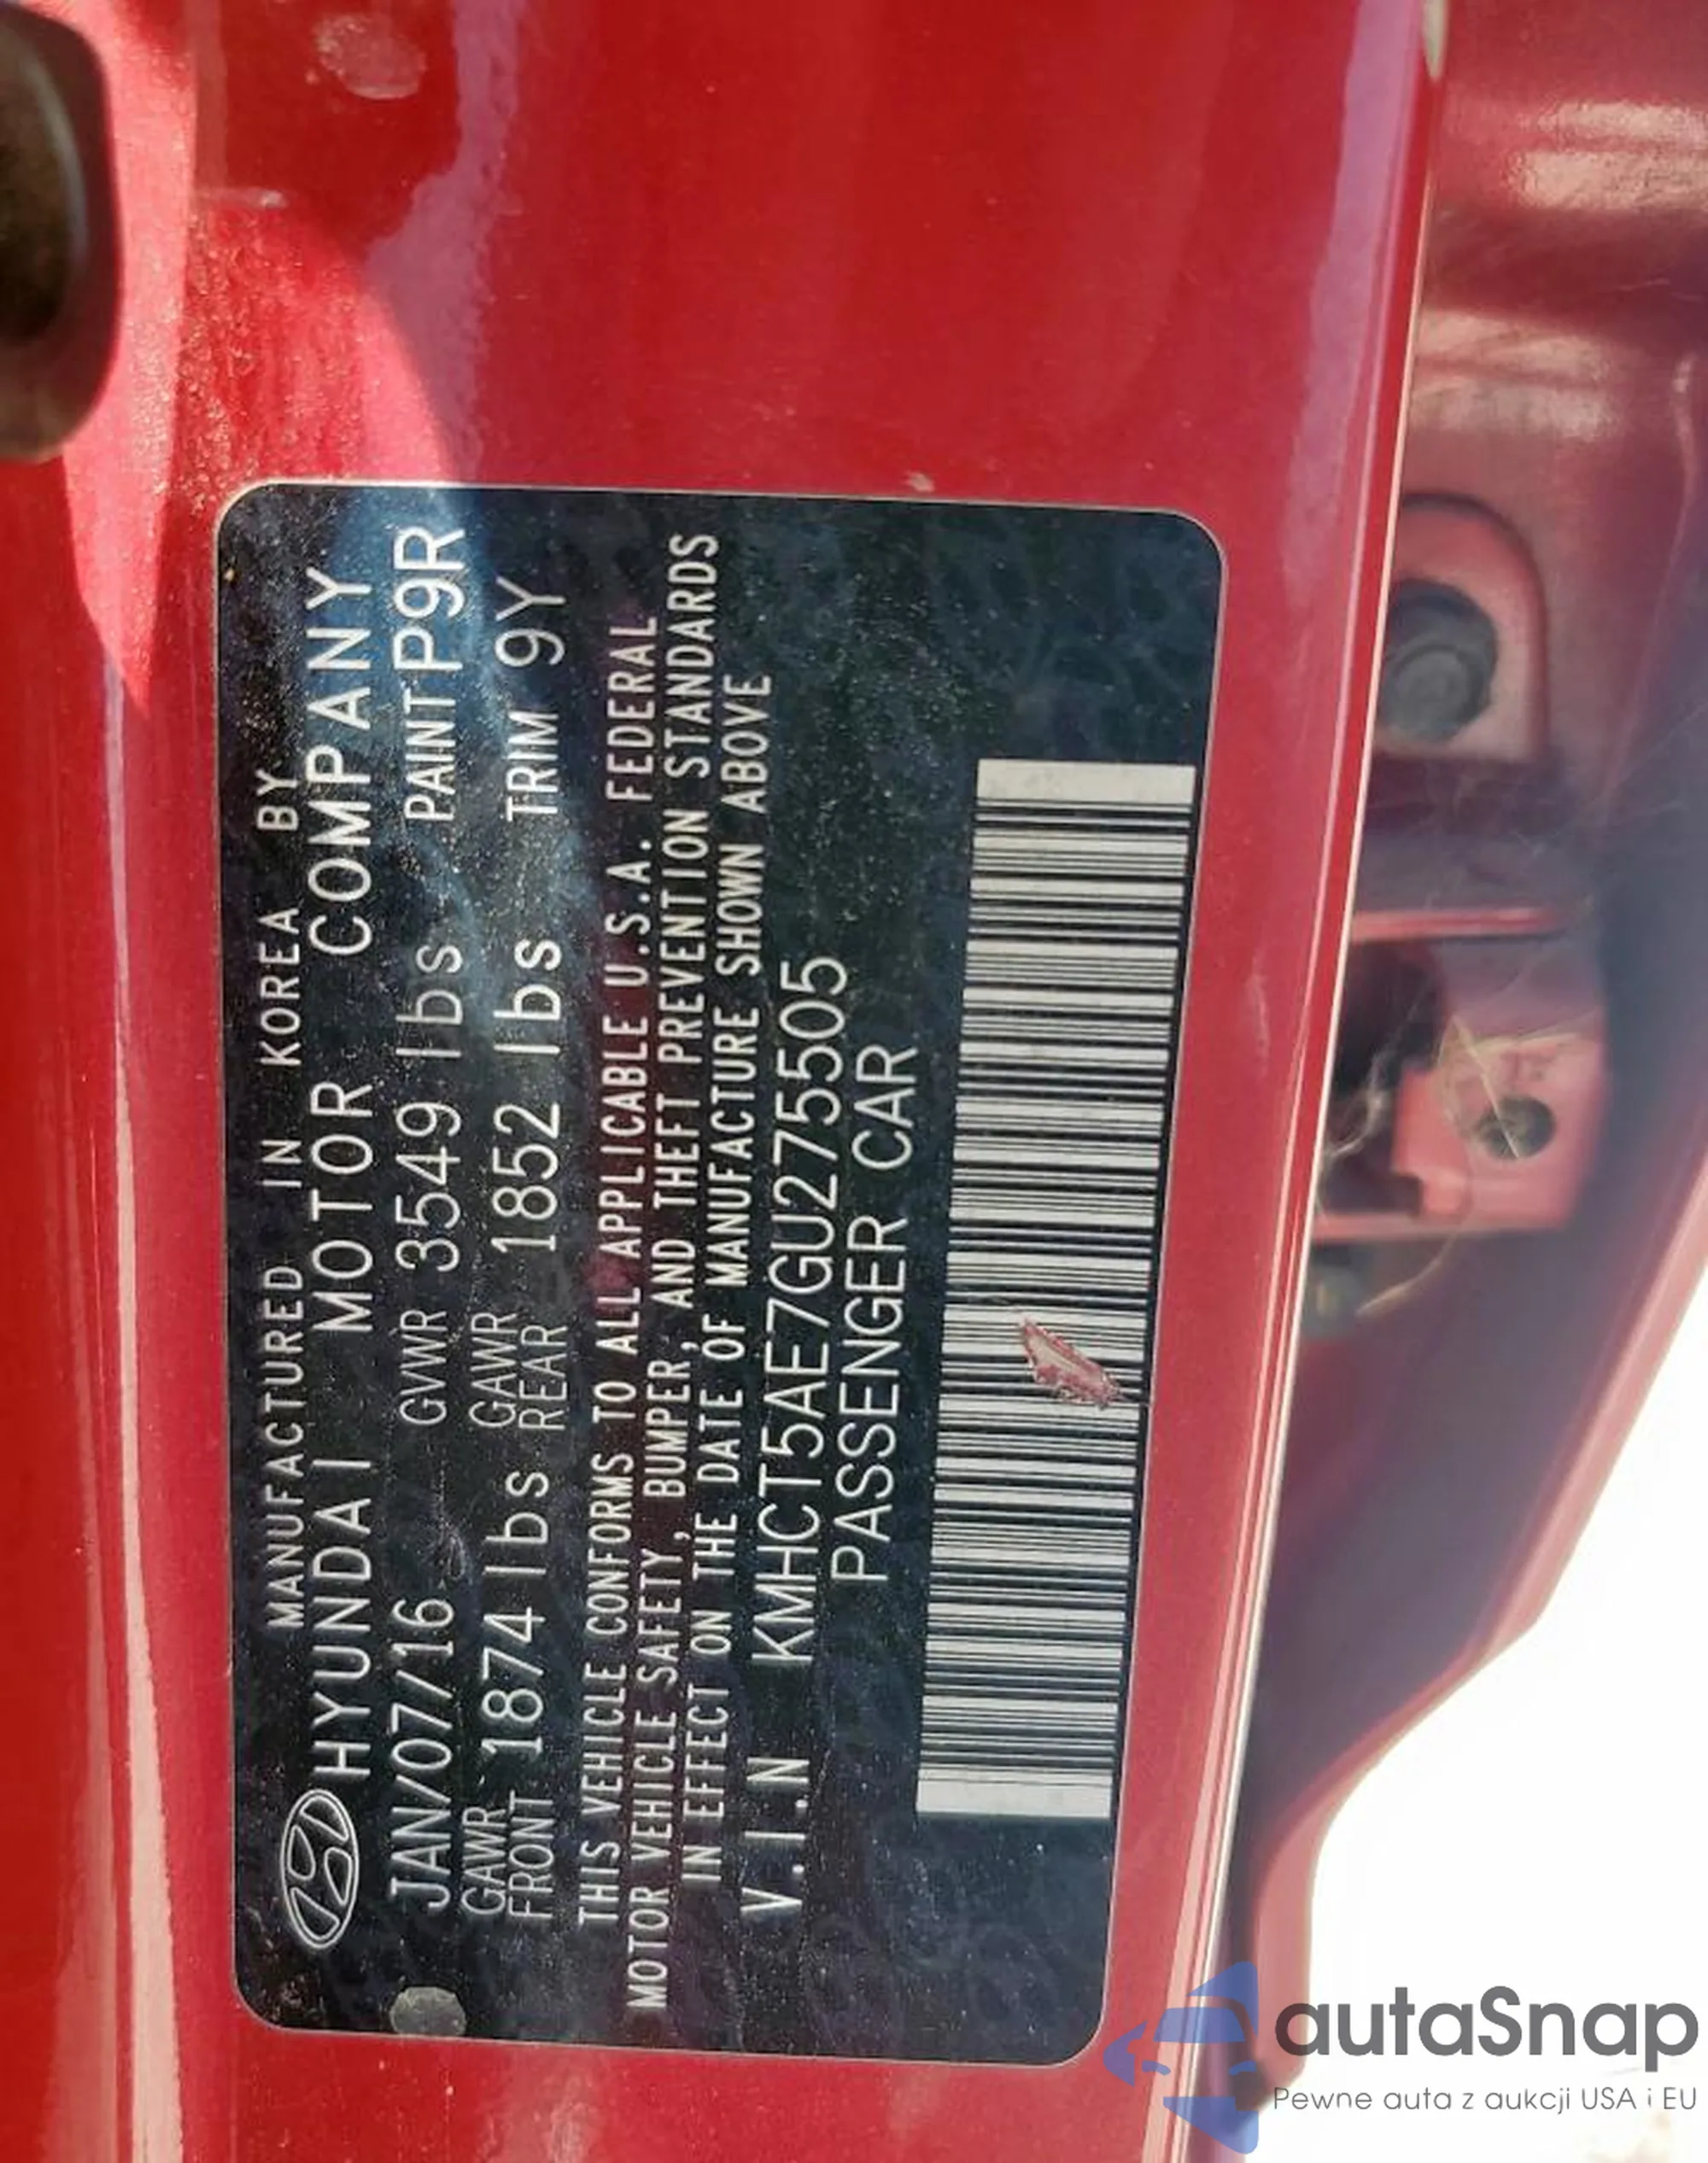 MANUFACTURED IN KOREA BY
HYUNDAI MOTOR COMPANY
JAN/07/16 GVWR 3549 lbs PAINT P9R
GAWR FRONT 1874 lbs GAWR REAR 1852 lbs TRIM 9Y
THIS VEHICLE CONFORMS TO ALL APPLICABLE U.S.A. FEDERAL
MOTOR VEHICLE SAFETY, BUMPER, AND THEFT PREVENTION STANDARDS
IN EFFECT ON THE DATE OF MANUFACTURE SHOWN ABOVE
V.I.N KMHCT5AE7GU275505
PASSENGER CAR
autaSnap
Pewne auta z aukcji USA i EU